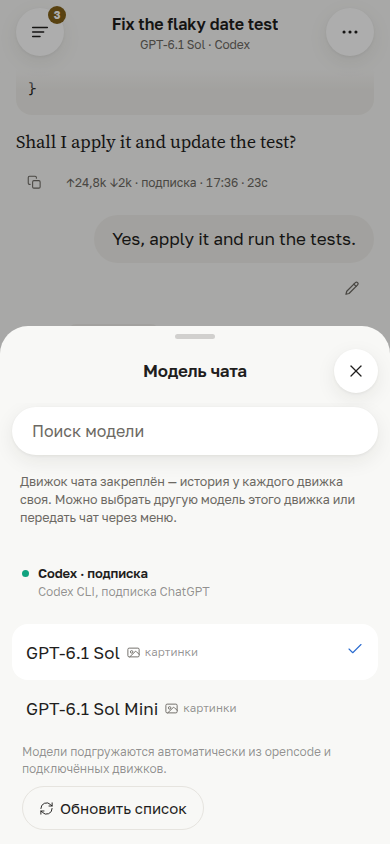 3
Fix the flaky date test
GPT-6.1 Sol · Codex
}
Shall I apply it and update the test?
↑24,8k ↓2k · подписка · 17:36 · 23с
Yes, apply it and run the tests.
Модель чата
Поиск модели
Движок чата закреплён — история у каждого движка
своя. Можно выбрать другую модель этого движка или
передать чат через меню.
Codex · подписка
Codex CLI, подписка ChatGPT
GPT-6.1 Sol картинки
GPT-6.1 Sol Mini картинки
Модели подгружаются автоматически из opencode и
подключённых движков.
Обновить список